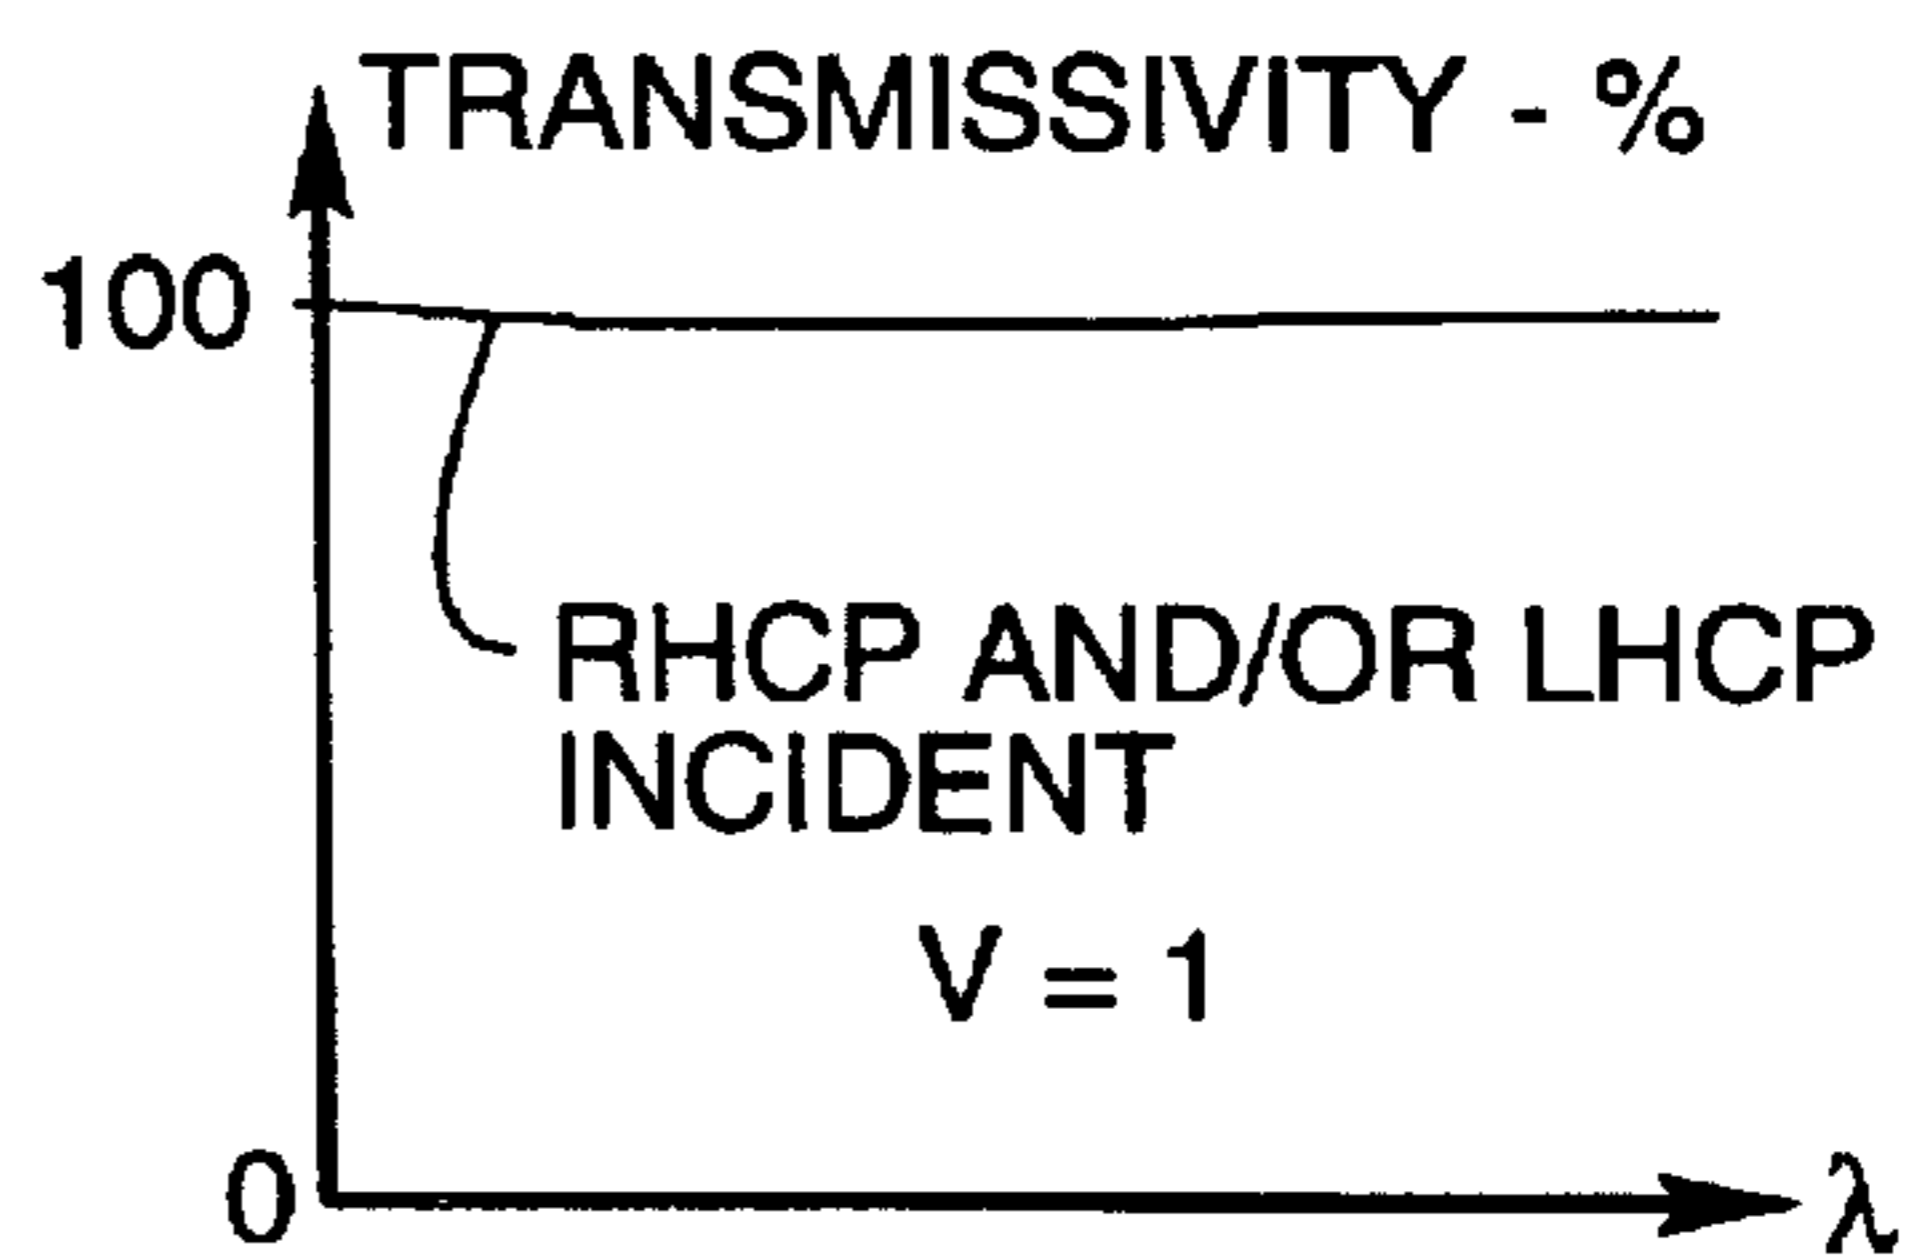 TRANSMISSIVITY - %
100
RHCP AND/OR LHCP
INCIDENT
V = 1
0
λ